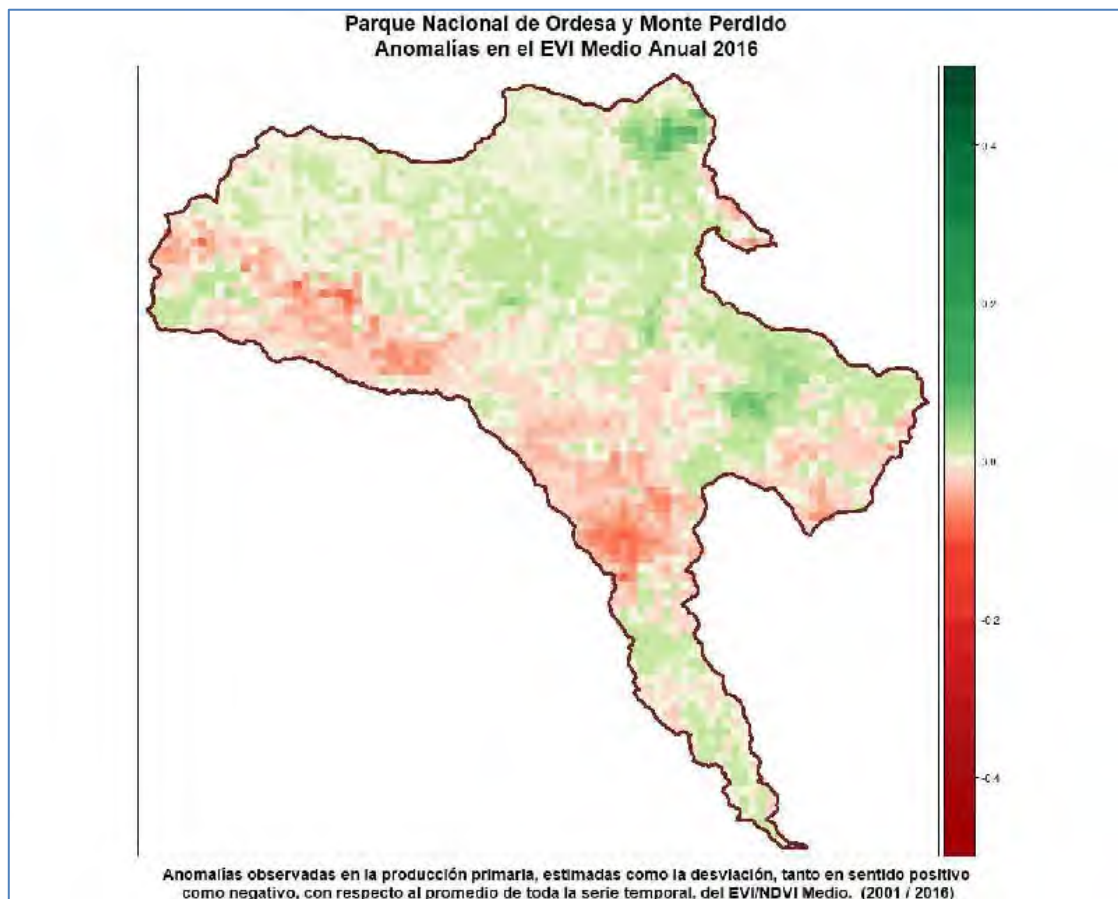 Parque Nacional de Ordesa y Monte Perdido
Anomalías en el EVI Medio Anual 2016
0.4
0.2
0.0
-0.2
-0.4
Anomalías observadas en la producción primaria, estimadas como la desviación, tanto en sentido positivo
como negativo, con respecto al promedio de toda la serie temporal, del EVI/NDVI Medio. (2001 / 2016)